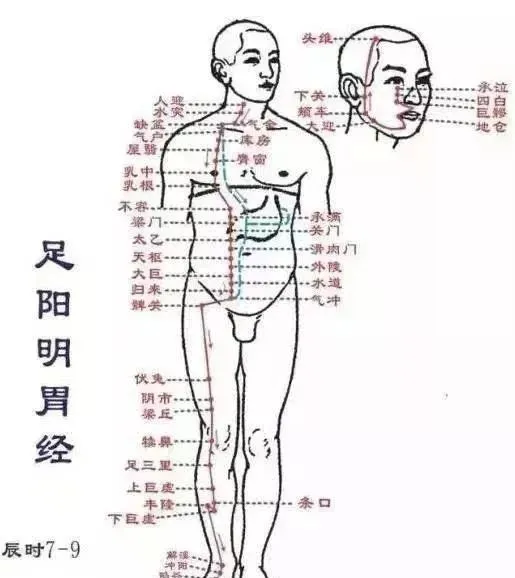 足阳明胃经
辰时7-9
头维
下关
颊车
大迎
承泣
四白
巨髎
地仓
人迎
水突
缺盆
气舍
气户
库房
屋翳
膺窗
乳中
乳根
不容
承满
梁门
关门
太乙
滑肉门
天枢
外陵
大巨
水道
归来
气冲
髀关
伏兔
阴市
梁丘
犊鼻
足三里
上巨虚
丰隆
条口
下巨虚
解溪
冲阳